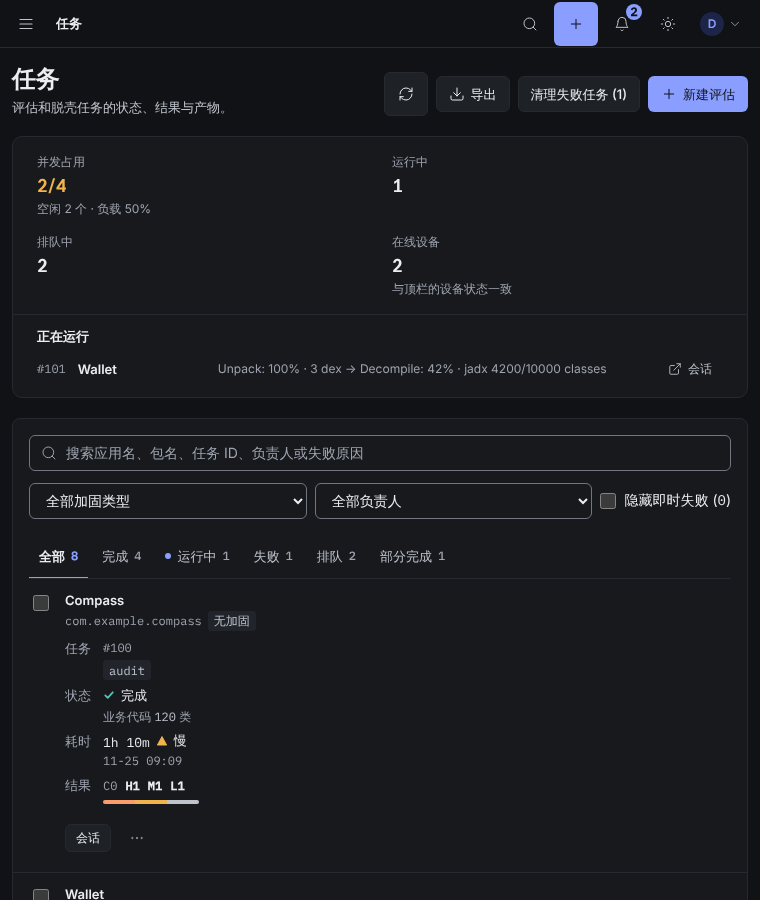 任务
2
D
任务
评估和脱壳任务的状态、结果与产物。
导出
清理失败任务 (1)
新建评估
并发占用
2/4
空闲 2 个 · 负载 50%
运行中
1
排队中
2
在线设备
2
与顶栏的设备状态一致
正在运行
#101 Wallet Unpack: 100% · 3 dex → Decompile: 42% · jadx 4200/10000 classes 会话
搜索应用名、包名、任务 ID、负责人或失败原因
全部加固类型 全部负责人 隐藏即时失败 (0)
全部 8 完成 4 运行中 1 失败 1 排队 2 部分完成 1
Compass
com.example.compass 无加固
任务 #100
audit
状态 完成
业务代码 120 类
耗时 1h 10m 慢
11-25 09:09
结果 C0 H1 M1 L1
会话 ···
Wallet